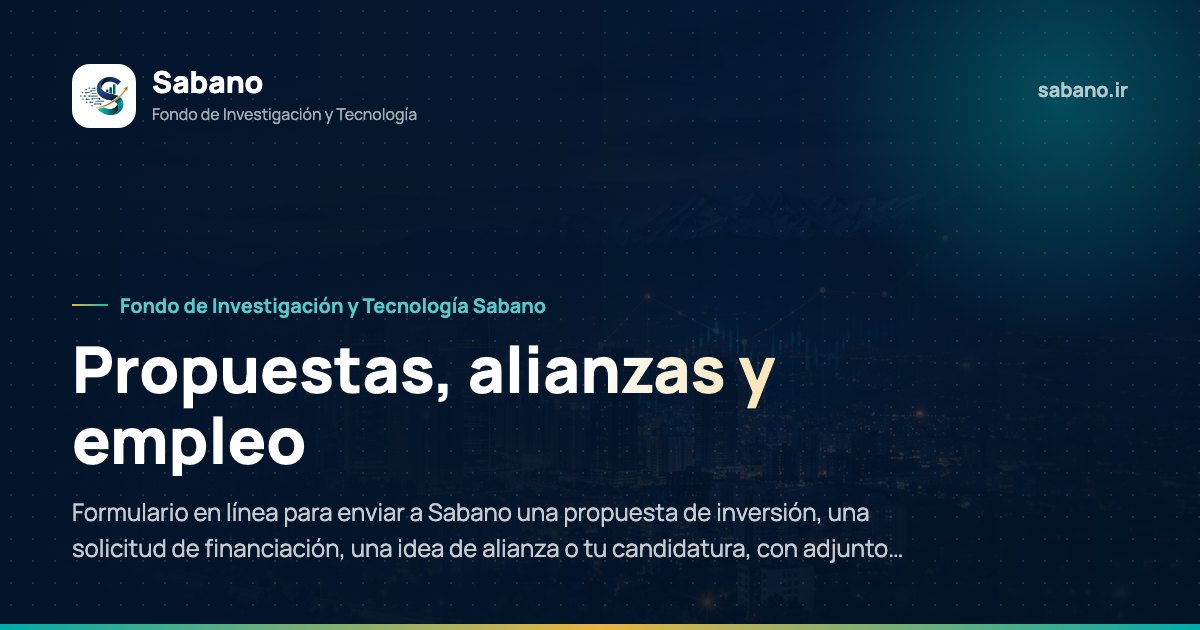 Sabano
Fondo de Investigación y Tecnología
sabano.ir
Fondo de Investigación y Tecnología Sabano
Propuestas, alianzas y
empleo
Formulario en línea para enviar a Sabano una propuesta de inversión, una
solicitud de financiación, una idea de alianza o tu candidatura, con adjunto…